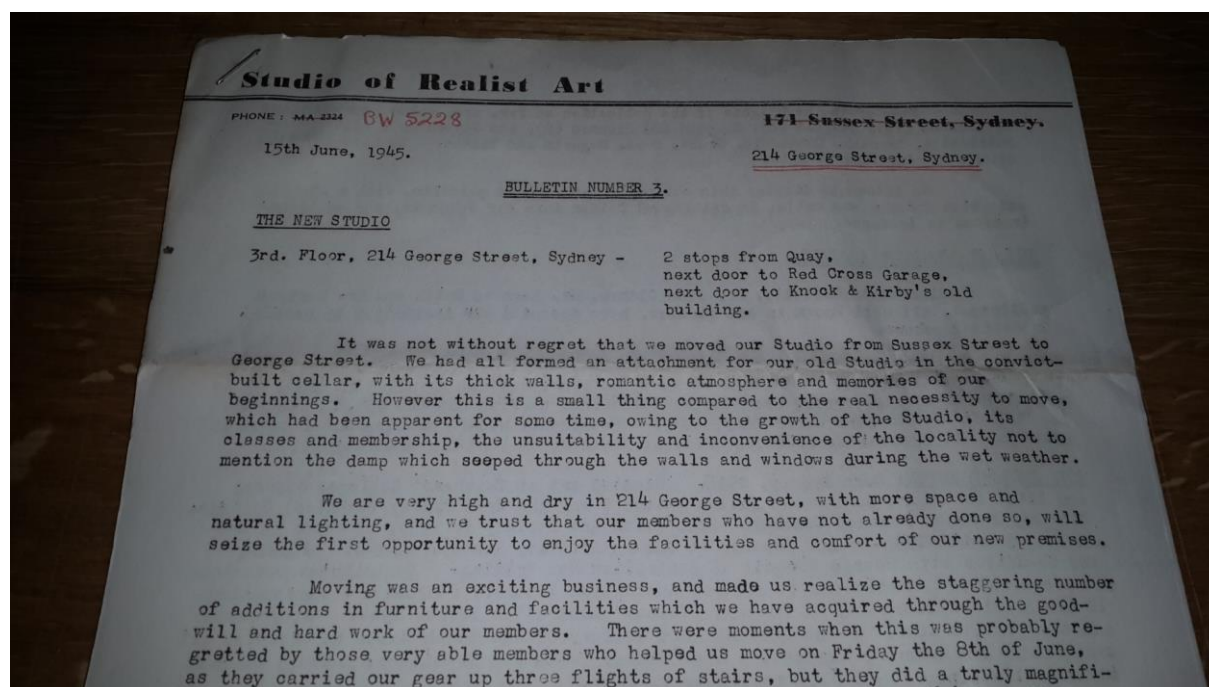 Studio of Realist Art
PHONE: MA 2324 BW 5228
171 Sussex Street, Sydney.
15th June, 1945.
214 George Street, Sydney.
BULLETIN NUMBER 3.
THE NEW STUDIO
3rd. Floor, 214 George Street, Sydney - 2 stops from Quay,
next door to Red Cross Garage,
next door to Knock & Kirby's old
building.
It was not without regret that we moved our Studio from Sussex Street to
George Street. We had all formed an attachment for our old Studio in the convict-
built cellar, with its thick walls, romantic atmosphere and memories of our
beginnings. However this is a small thing compared to the real necessity to move,
which had been apparent for some time, owing to the growth of the Studio, its
classes and membership, the unsuitability and inconvenience of the locality not to
mention the damp which seeped through the walls and windows during the wet weather.
We are very high and dry in 214 George Street, with more space and
natural lighting, and we trust that our members who have not already done so, will
seize the first opportunity to enjoy the facilities and comfort of our new premises.
Moving was an exciting business, and made us realize the staggering number
of additions in furniture and facilities which we have acquired through the good-
will and hard work of our members. There were moments when this was probably re-
gretted by those very able members who helped us move on Friday the 8th of June,
as they carried our gear up three flights of stairs, but they did a truly magnifi-